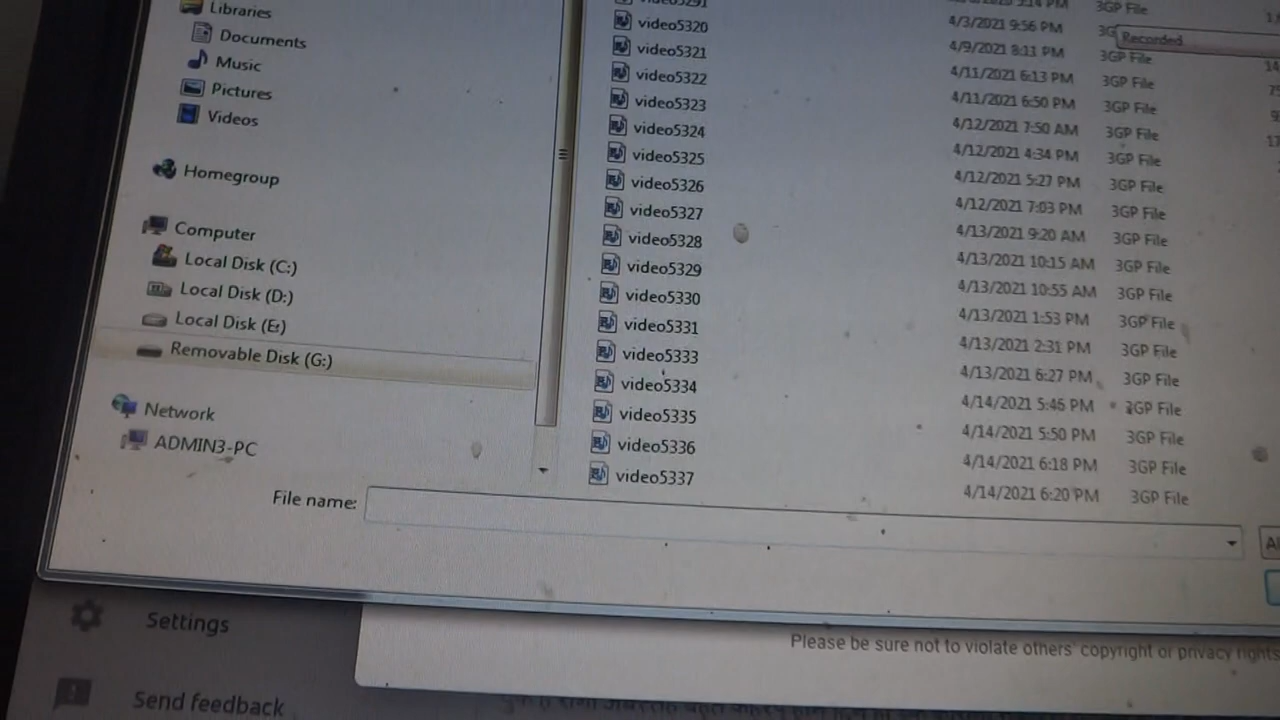 Libraries
Documents
Music
Pictures
Videos
Homegroup
Computer
Local Disk (C:)
Local Disk (D:)
Local Disk (E:)
Removable Disk (G:)
Network
ADMIN3-PC
3GP File
video5291 4/3/2021 9:56 PM
Recorded
video5320 4/9/2021 8:11 PM 3GP File
video5321 4/11/2021 6:13 PM 3GP File
video5322 4/11/2021 6:50 PM 3GP File
video5323 4/12/2021 7:50 AM 3GP File
video5324 4/12/2021 4:34 PM 3GP File
video5325 4/12/2021 5:27 PM 3GP File
video5326 4/12/2021 7:03 PM 3GP File
video5327 4/13/2021 9:20 AM 3GP File
video5328 4/13/2021 10:15 AM 3GP File
video5329 4/13/2021 10:55 AM 3GP File
video5330 4/13/2021 1:53 PM 3GP File
video5331 4/13/2021 2:31 PM 3GP File
video5333 4/13/2021 6:27 PM 3GP File
video5334 4/14/2021 5:46 PM 3GP File
video5335 4/14/2021 5:50 PM 3GP File
video5336 4/14/2021 6:18 PM 3GP File
video5337 4/14/2021 6:20 PM 3GP File
File name:
Settings
Please be sure not to violate others' copyright or privacy rights
Send feedback